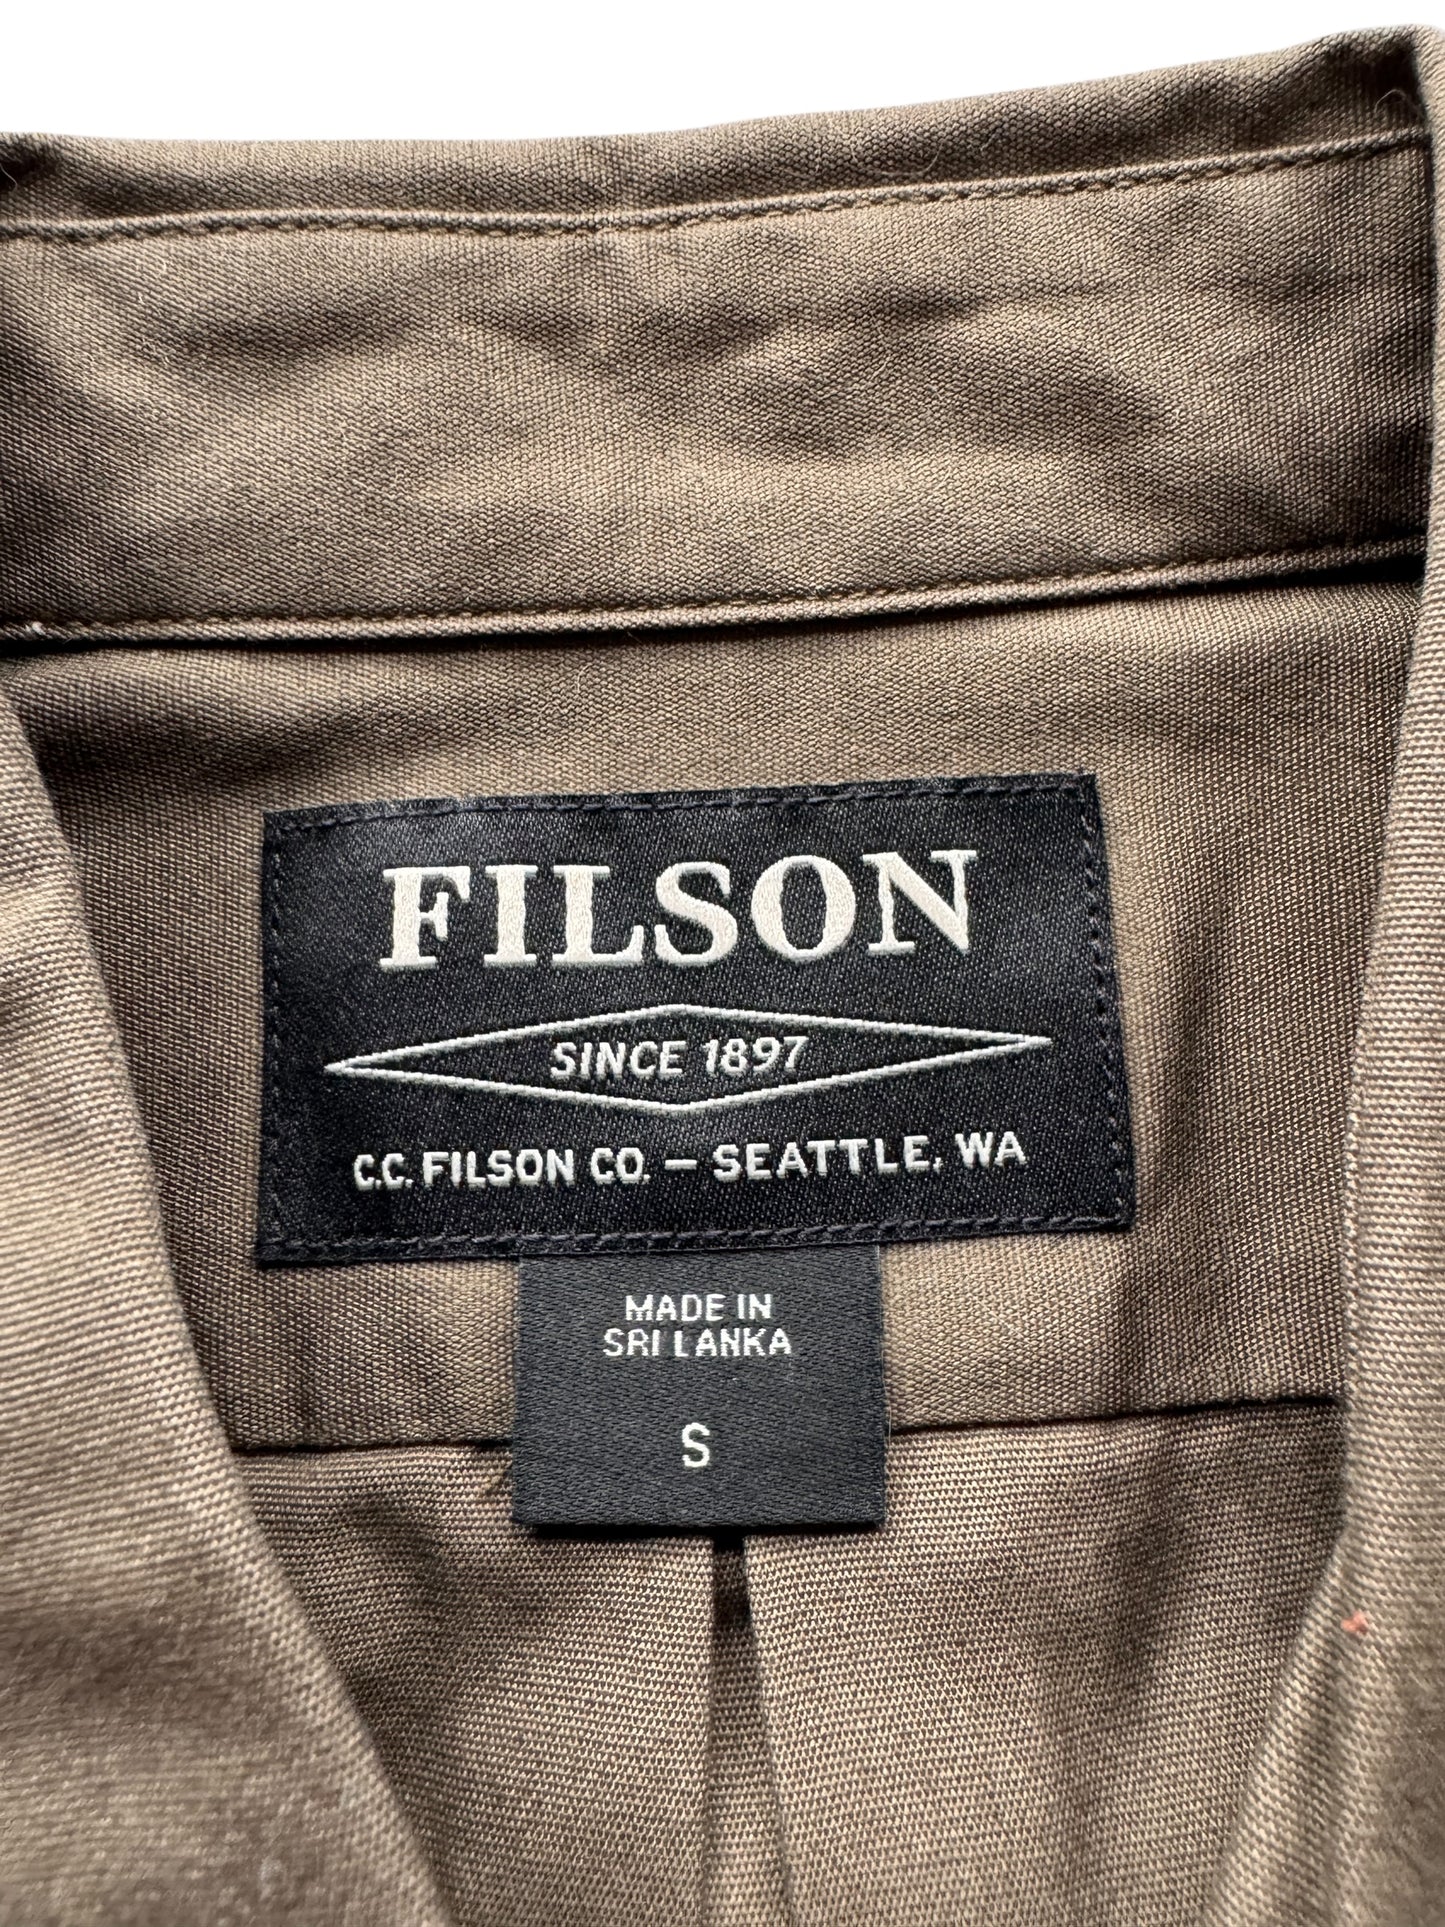 FILSON
SINCE 1897
C.C. FILSON CO. – SEATTLE, WA
MADE IN
SRI LANKA
S